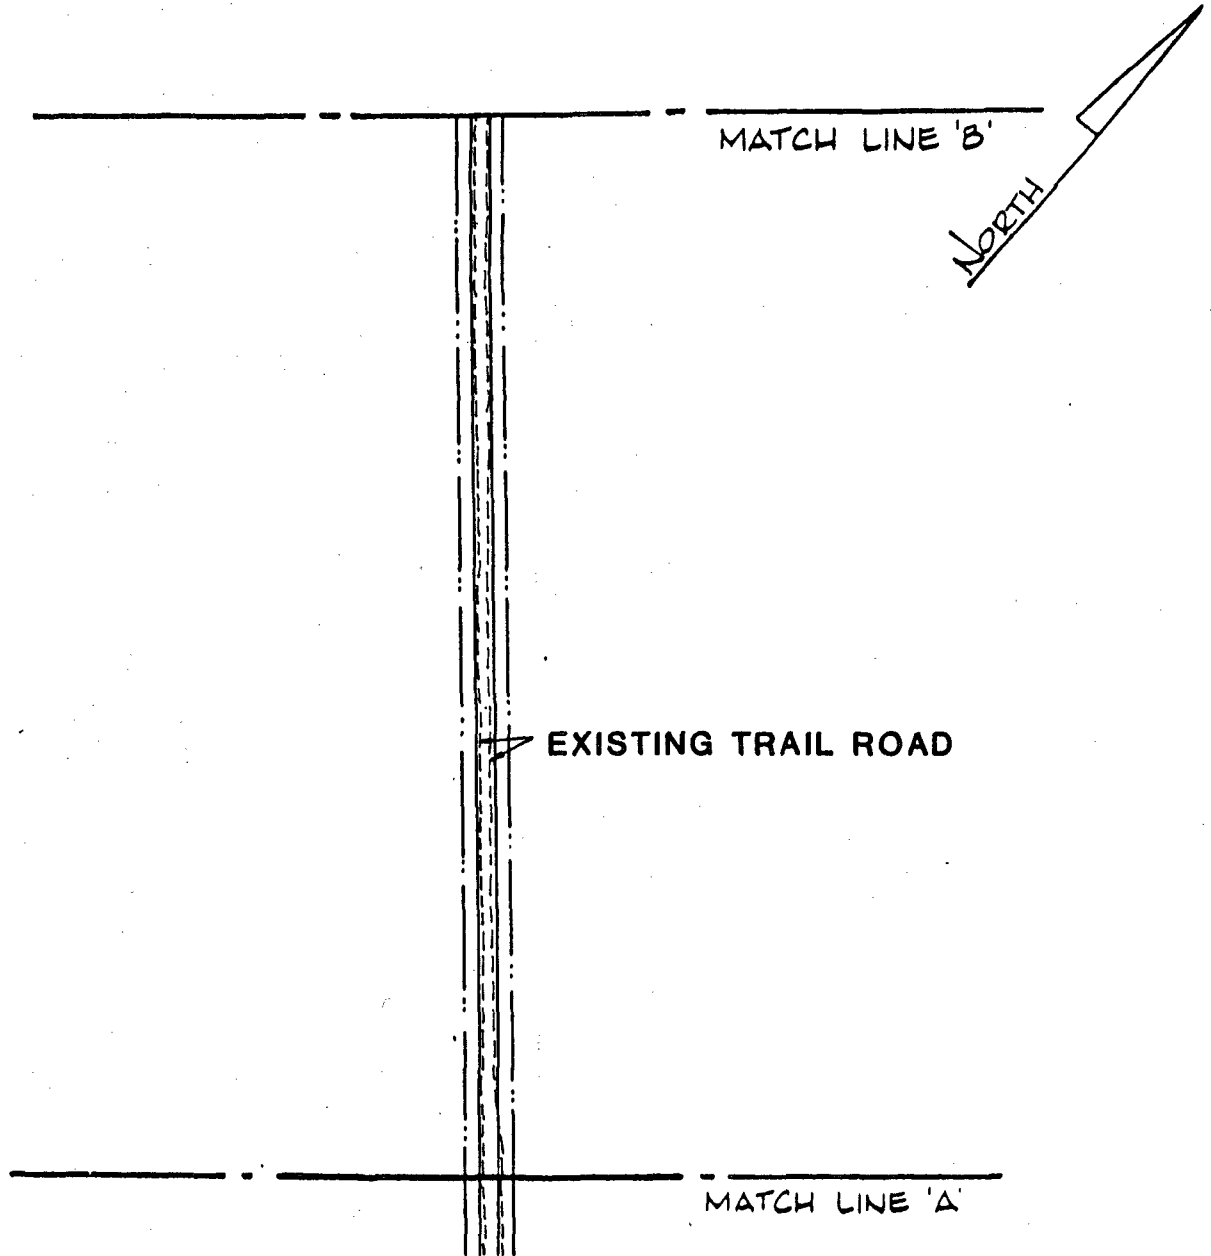 MATCH LINE 'B'
NORTH
EXISTING TRAIL ROAD
MATCH LINE 'A'